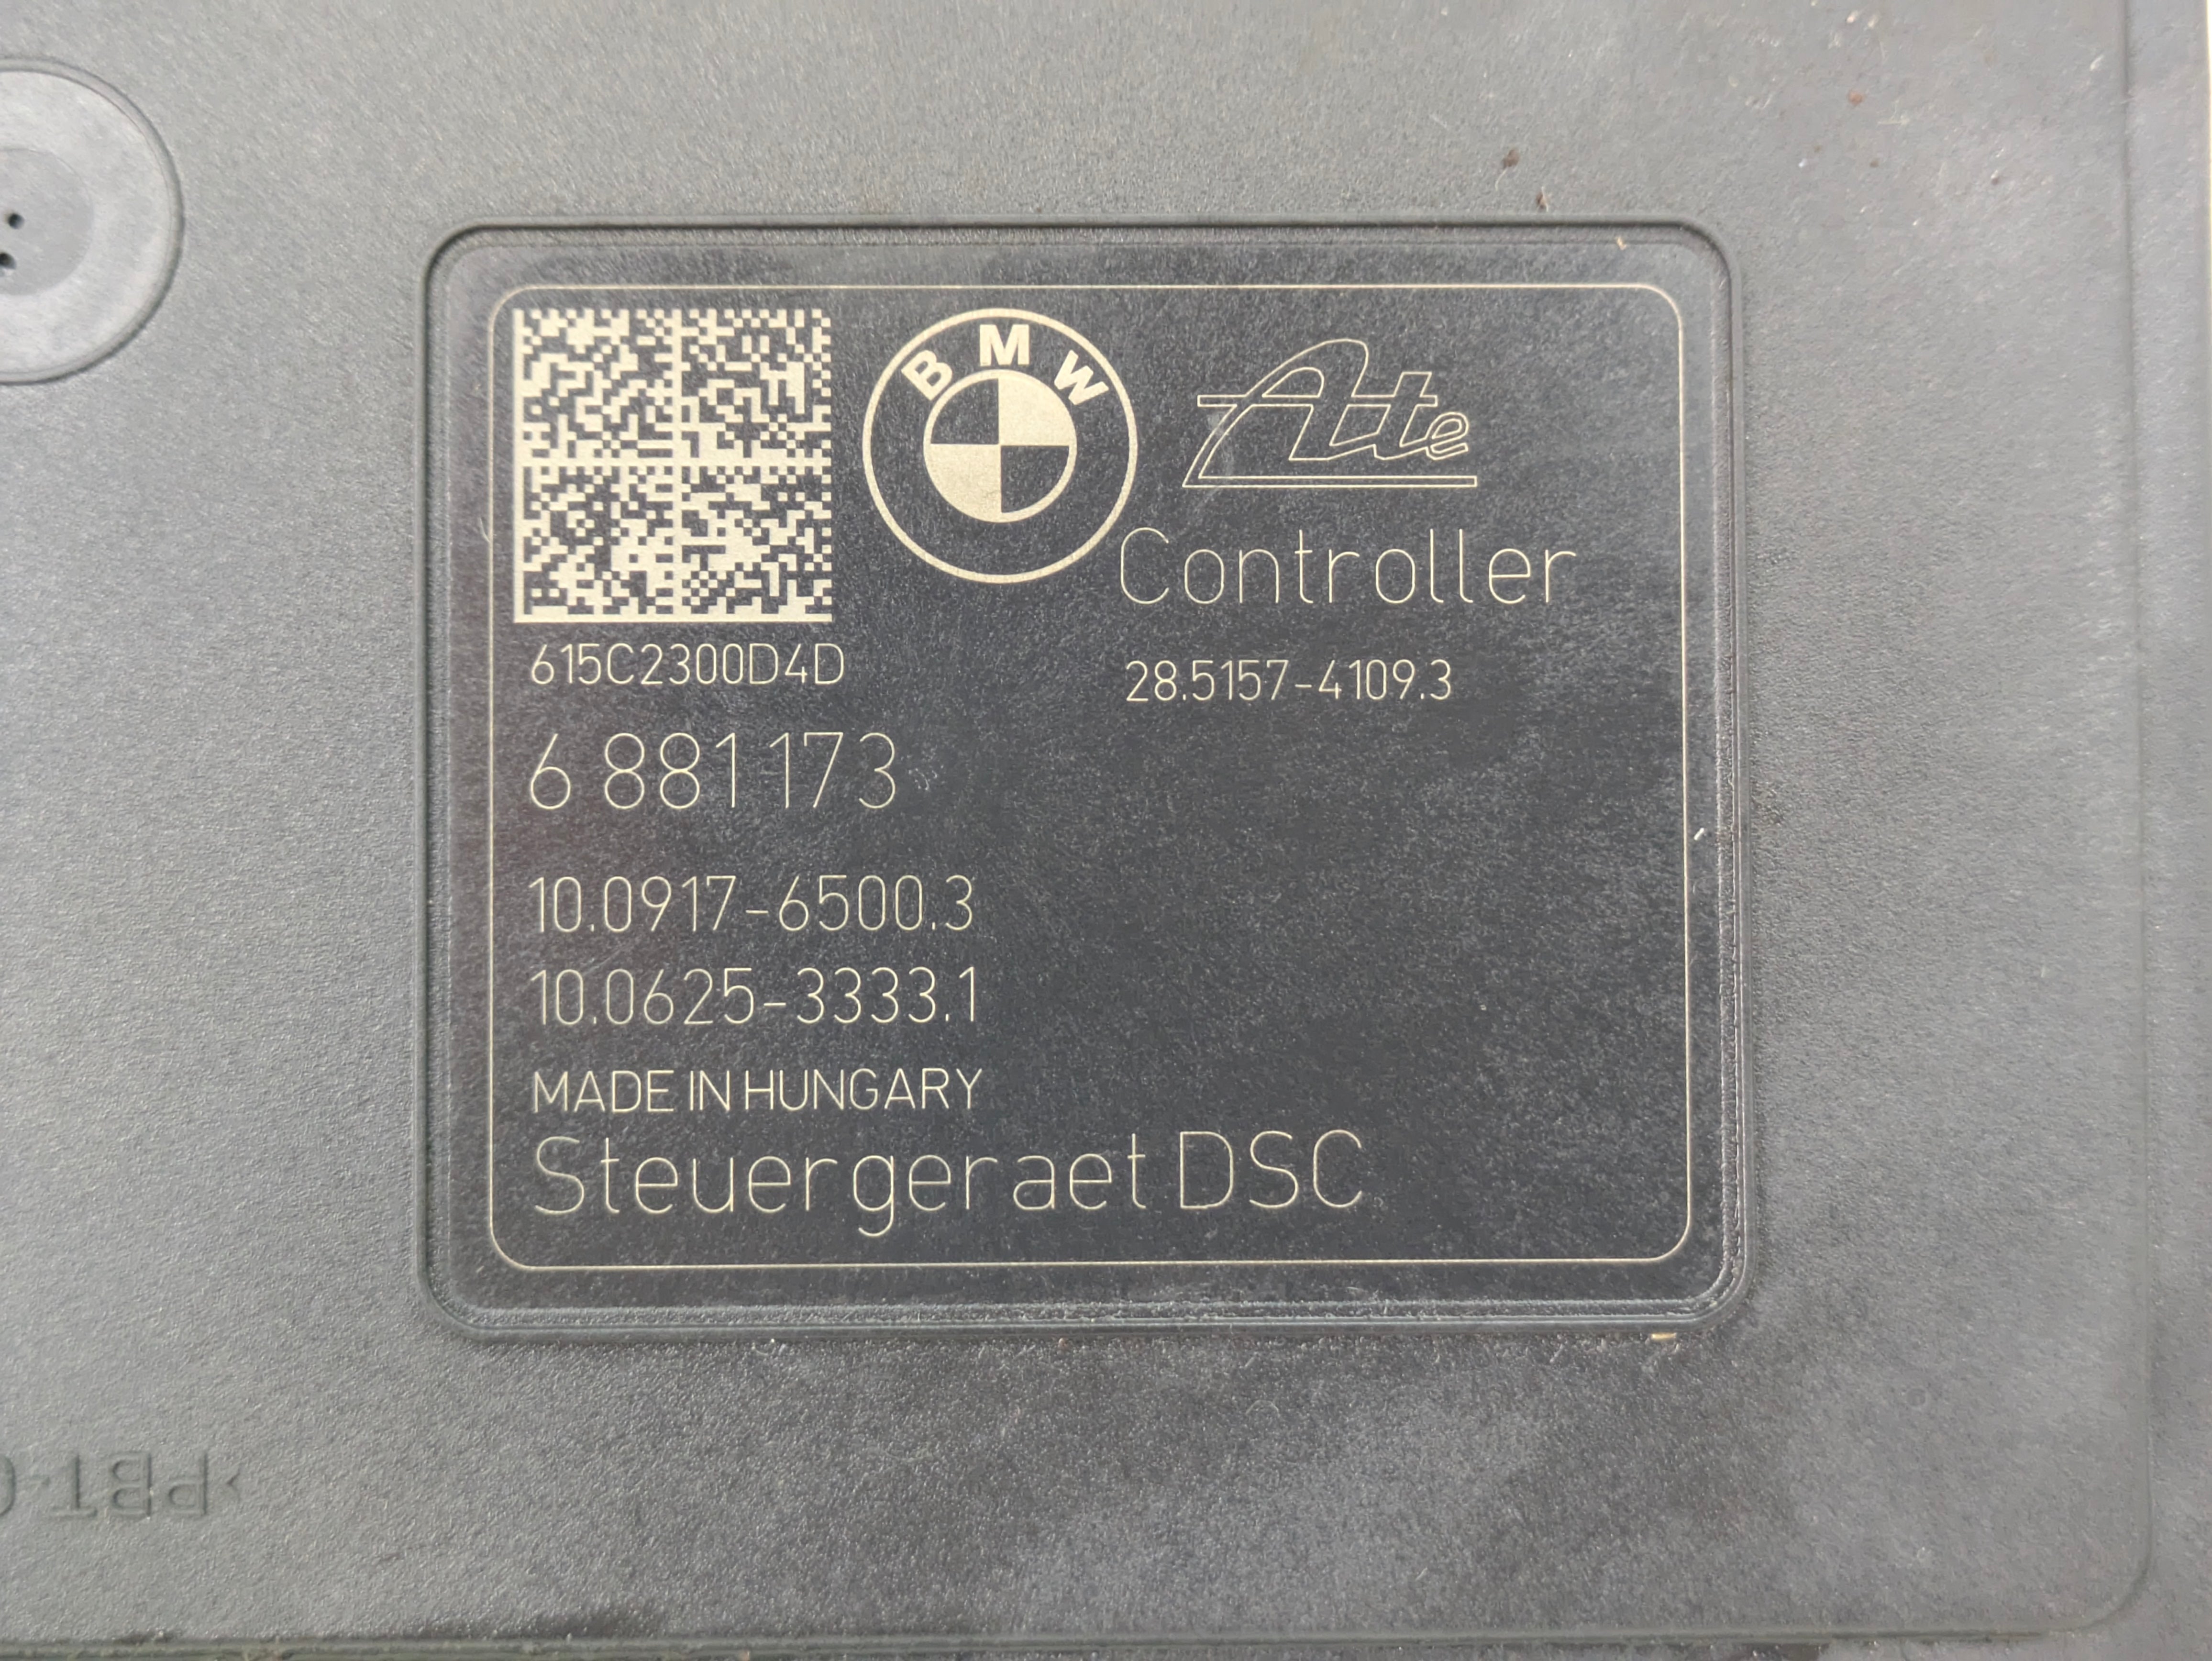 BMW
Ate
Controller
615C2300D4D
28.5157-4109.3
6 881 173
10.0917-6500.3
10.0625-3333.1
MADE IN HUNGARY
Steuergeraet DSC
>PBT-